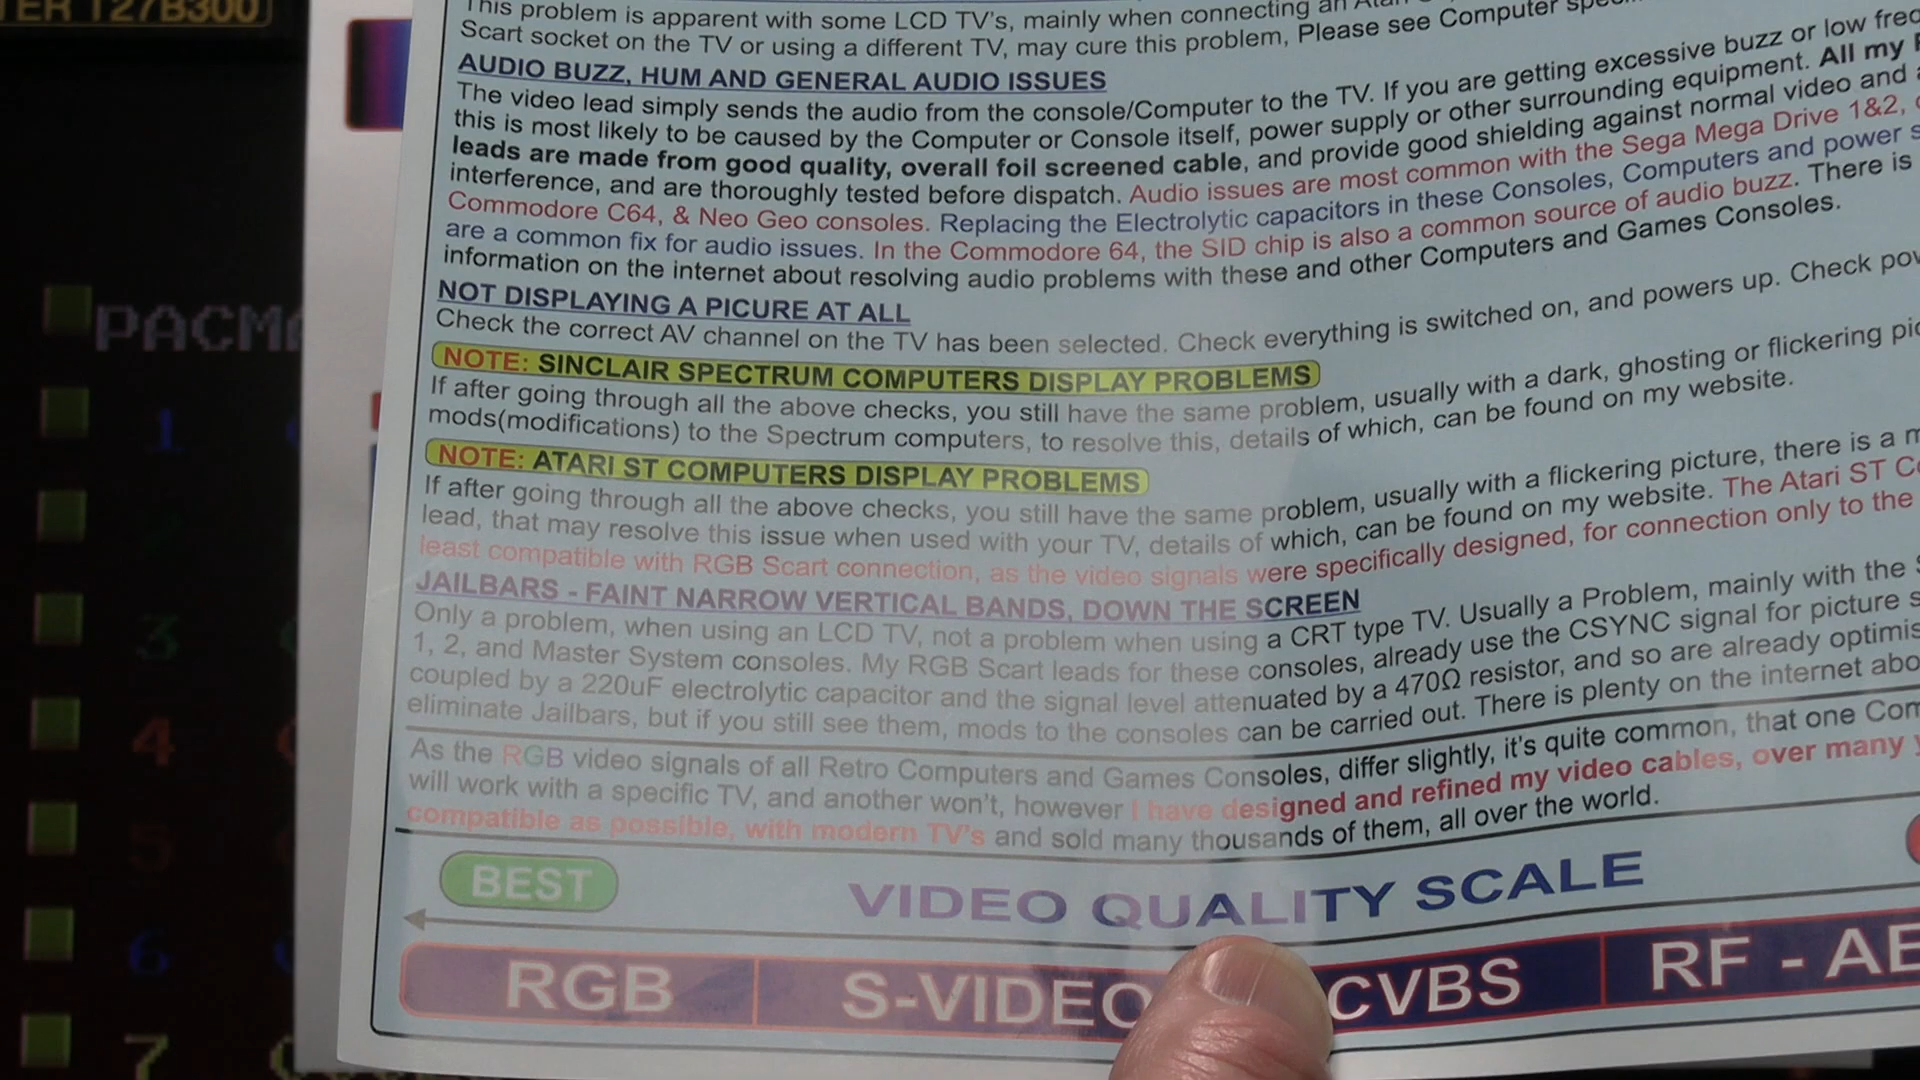 TER T27B300
This problem is apparent with some LCD TV's, mainly when connecting an Atari
Scart socket on the TV or using a different TV, may cure this problem, Please see Computer
AUDIO BUZZ, HUM AND GENERAL AUDIO ISSUES
The video lead simply sends the audio from the console/Computer to the TV. If you are getting excessive buzz or low
this is most likely to be caused by the Computer or Console itself, power supply or other surrounding equipment. All my
leads are made from good quality, overall foil screened cable, and provide good shielding against normal video and
interference, and are thoroughly tested before dispatch. Audio issues are most common with the Sega Mega Drive 1&2,
Commodore C64, & Neo Geo consoles. Replacing the Electrolytic capacitors in these Consoles, Computers and power
are a common fix for audio issues. In the Commodore 64, the SID chip is also a common source of audio buzz. There is
information on the internet about resolving audio problems with these and other Computers and Games Consoles.
NOT DISPLAYING A PICURE AT ALL
Check the correct AV channel on the TV has been selected. Check everything is switched on, and powers up. Check
NOTE: SINCLAIR SPECTRUM COMPUTERS DISPLAY PROBLEMS
If after going through all the above checks, you still have the same problem, usually with a dark, ghosting or flickering
mods(modifications) to the Spectrum computers, to resolve this, details of which, can be found on my website.
NOTE: ATARI ST COMPUTERS DISPLAY PROBLEMS
If after going through all the above checks, you still have the same problem, usually with a flickering picture, there is a
lead, that may resolve this issue when used with your TV, details of which, can be found on my website. The Atari ST
least compatible with RGB Scart connection, as the video signals were specifically designed, for connection only to the
JAILBARS - FAINT NARROW VERTICAL BANDS, DOWN THE SCREEN
Only a problem, when using an LCD TV, not a problem when using a CRT type TV. Usually a Problem, mainly with the
1, 2, and Master System consoles. My RGB Scart leads for these consoles, already use the CSYNC signal for picture
coupled by a 220uF electrolytic capacitor and the signal level attenuated by a 470Ω resistor, and so are already
eliminate Jailbars, but if you still see them, mods to the consoles can be carried out. There is plenty on the internet
As the RGB video signals of all Retro Computers and Games Consoles, differ slightly, it's quite common, that one
will work with a specific TV, and another won't, however I have designed and refined my video cables, over many
compatible as possible, with modern TV's and sold many thousands of them, all over the world.
BEST
VIDEO QUALITY SCALE
RGB
S-VIDEO
CVBS
RF -
PACM
1
3
4
5
6
7